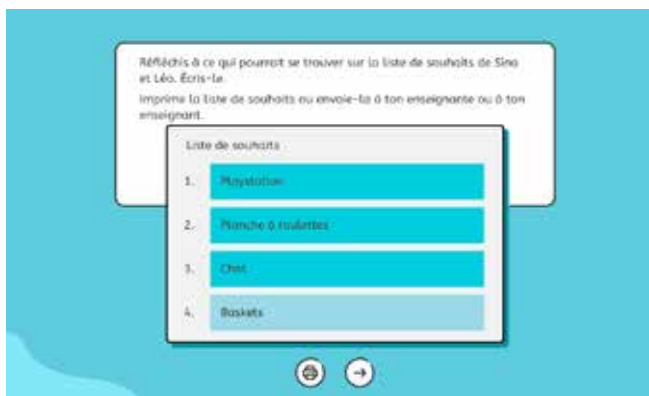 Réfléchis à ce qui pourrait se trouver sur la liste de souhaits de Sina
et Léo. Écris-la.
Imprime la liste de souhaits ou envoie-la à ton enseignante ou à ton
enseignant.
Liste de souhaits
1. Playstation
2. Planche à roulettes
3. Chat
4. Baskets